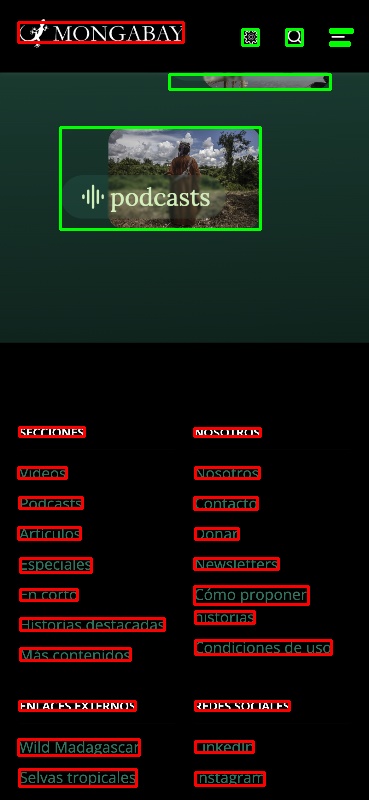 MONGABAY
podcasts
SECCIONES
Videos
Podcasts
Artículos
Especiales
En corto
Historias destacadas
Más contenidos
NOSOTROS
Nosotros
Contacto
Donar
Newsletters
Cómo proponer
historias
Condiciones de uso
ENLACES EXTERNOS
Wild Madagascar
Selvas tropicales
REDES SOCIALES
LinkedIn
Instagram